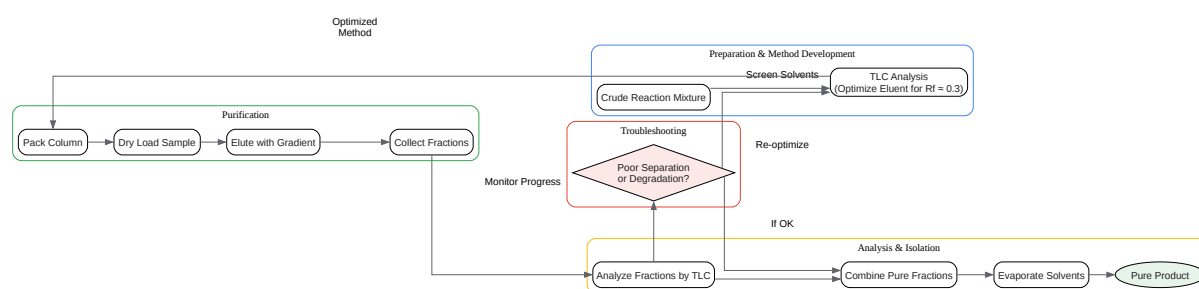 Optimized
Method
Preparation & Method Development
Screen Solvents
TLC Analysis
(Optimize Eluent for Rf = 0.3)
Crude Reaction Mixture
Purification
Pack Column
Dry Load Sample
Elute with Gradient
Collect Fractions
Troubleshooting
Poor Separation
or Degradation?
Re-optimize
Monitor Progress
If OK
Analysis & Isolation
Analyze Fractions by TLC
Combine Pure Fractions
Evaporate Solvents
Pure Product